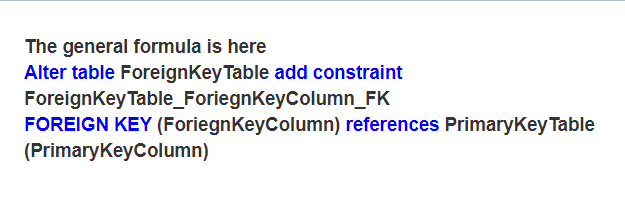 The general formula is here
Alter table ForeignKeyTable add constraint
ForeignKeyTable_ForiegnKeyColumn_FK
FOREIGN KEY (ForiegnKeyColumn) references PrimaryKeyTable
(PrimaryKeyColumn)